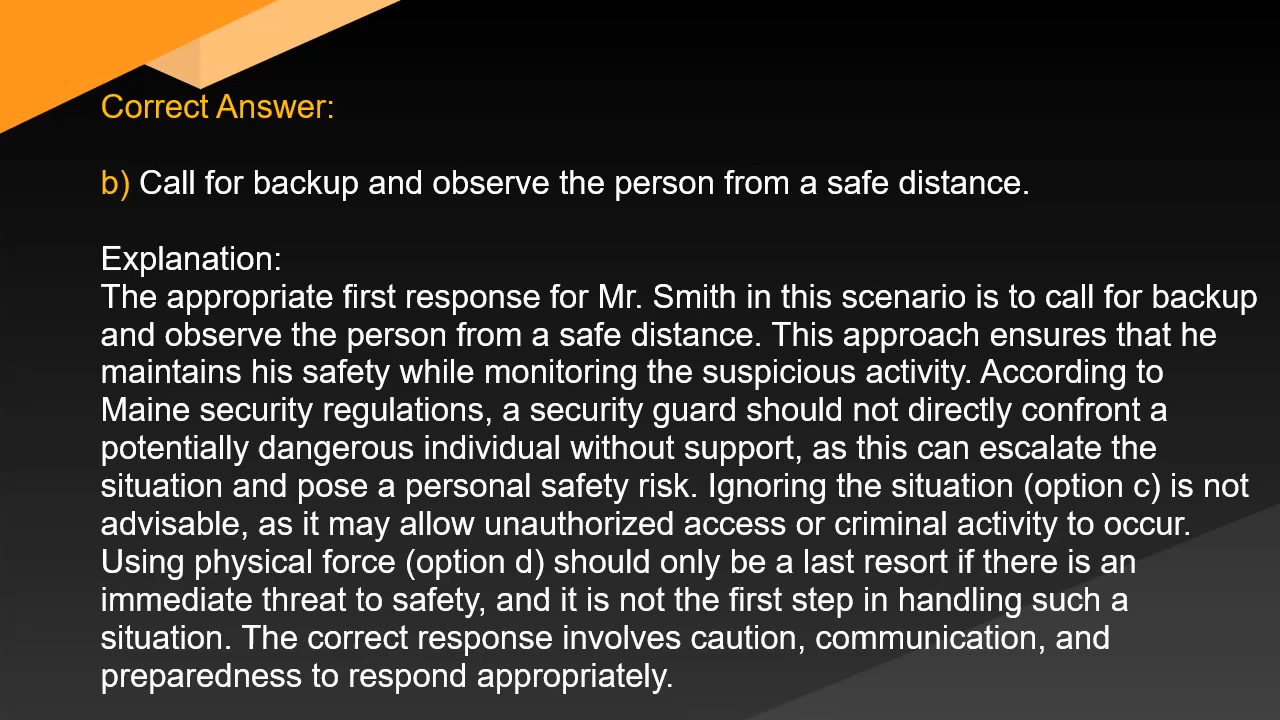 Correct Answer:
b) Call for backup and observe the person from a safe distance.
Explanation:
The appropriate first response for Mr. Smith in this scenario is to call for backup
and observe the person from a safe distance. This approach ensures that he
maintains his safety while monitoring the suspicious activity. According to
Maine security regulations, a security guard should not directly confront a
potentially dangerous individual without support, as this can escalate the
situation and pose a personal safety risk. Ignoring the situation (option c) is not
advisable, as it may allow unauthorized access or criminal activity to occur.
Using physical force (option d) should only be a last resort if there is an
immediate threat to safety, and it is not the first step in handling such a
situation. The correct response involves caution, communication, and
preparedness to respond appropriately.